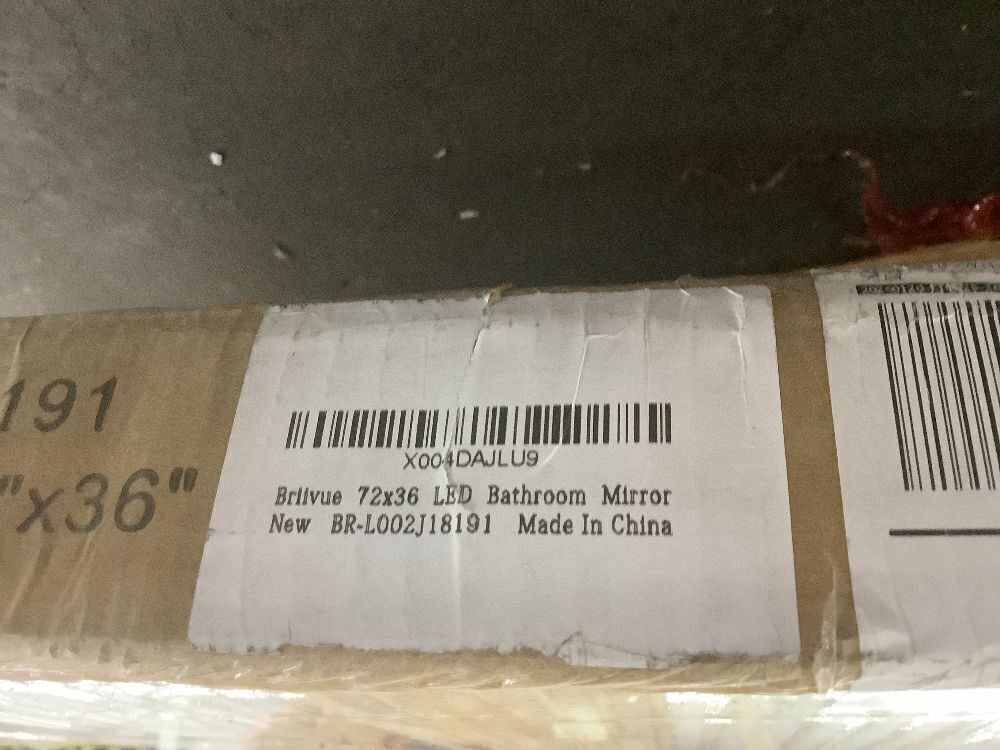 191
"x36"
X004DAJLU9
Briivue 72x36 LED Bathroom Mirror
New BR-L002J18191 Made In China